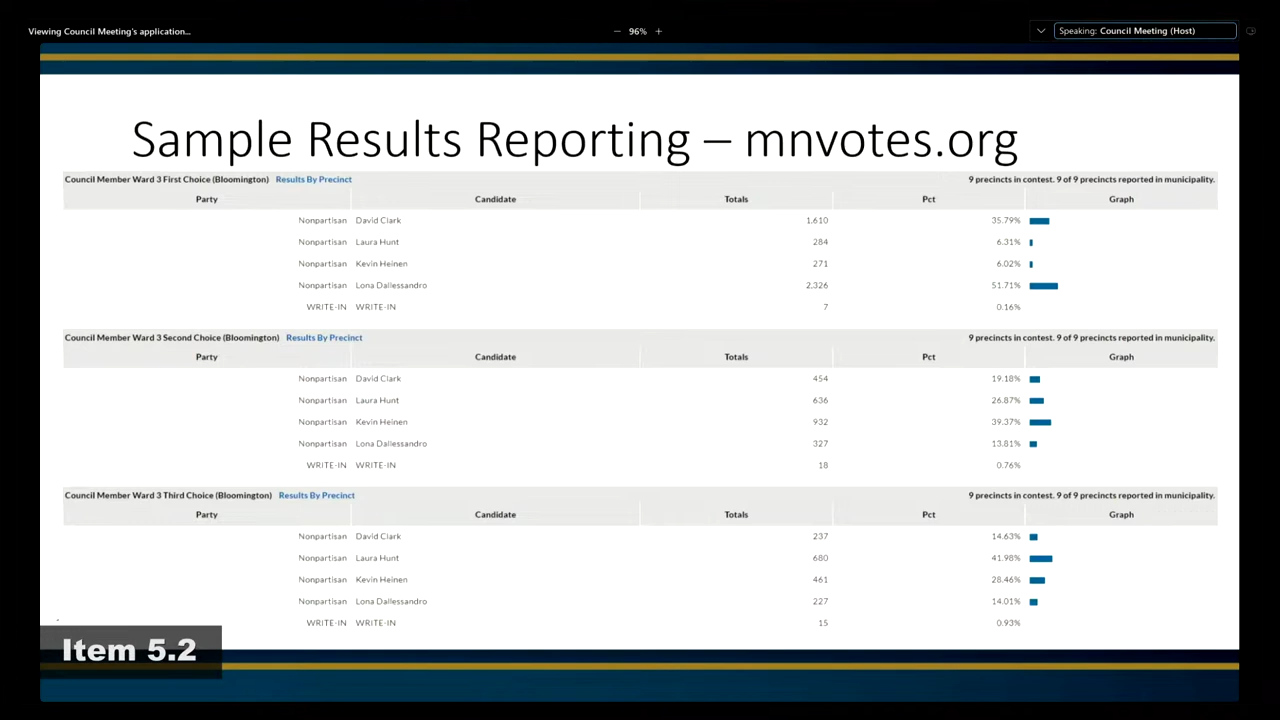 Viewing Council Meeting's application...
− 96% +
Speaking: Council Meeting (Host)
Sample Results Reporting – mnvotes.org
Council Member Ward 3 First Choice (Bloomington) Results By Precinct 9 precincts in contest. 9 of 9 precincts reported in municipality.
Party Candidate Totals Pct Graph
Nonpartisan David Clark 1,610 35.79%
Nonpartisan Laura Hunt 284 6.31%
Nonpartisan Kevin Heinen 271 6.02%
Nonpartisan Lona Dallessandro 2,326 51.71%
WRITE-IN WRITE-IN 7 0.16%
Council Member Ward 3 Second Choice (Bloomington) Results By Precinct 9 precincts in contest. 9 of 9 precincts reported in municipality.
Party Candidate Totals Pct Graph
Nonpartisan David Clark 454 19.18%
Nonpartisan Laura Hunt 636 26.87%
Nonpartisan Kevin Heinen 932 39.37%
Nonpartisan Lona Dallessandro 327 13.81%
WRITE-IN WRITE-IN 18 0.76%
Council Member Ward 3 Third Choice (Bloomington) Results By Precinct 9 precincts in contest. 9 of 9 precincts reported in municipality.
Party Candidate Totals Pct Graph
Nonpartisan David Clark 237 14.63%
Nonpartisan Laura Hunt 680 41.98%
Nonpartisan Kevin Heinen 461 28.46%
Nonpartisan Lona Dallessandro 227 14.01%
WRITE-IN WRITE-IN 15 0.93%
Item 5.2